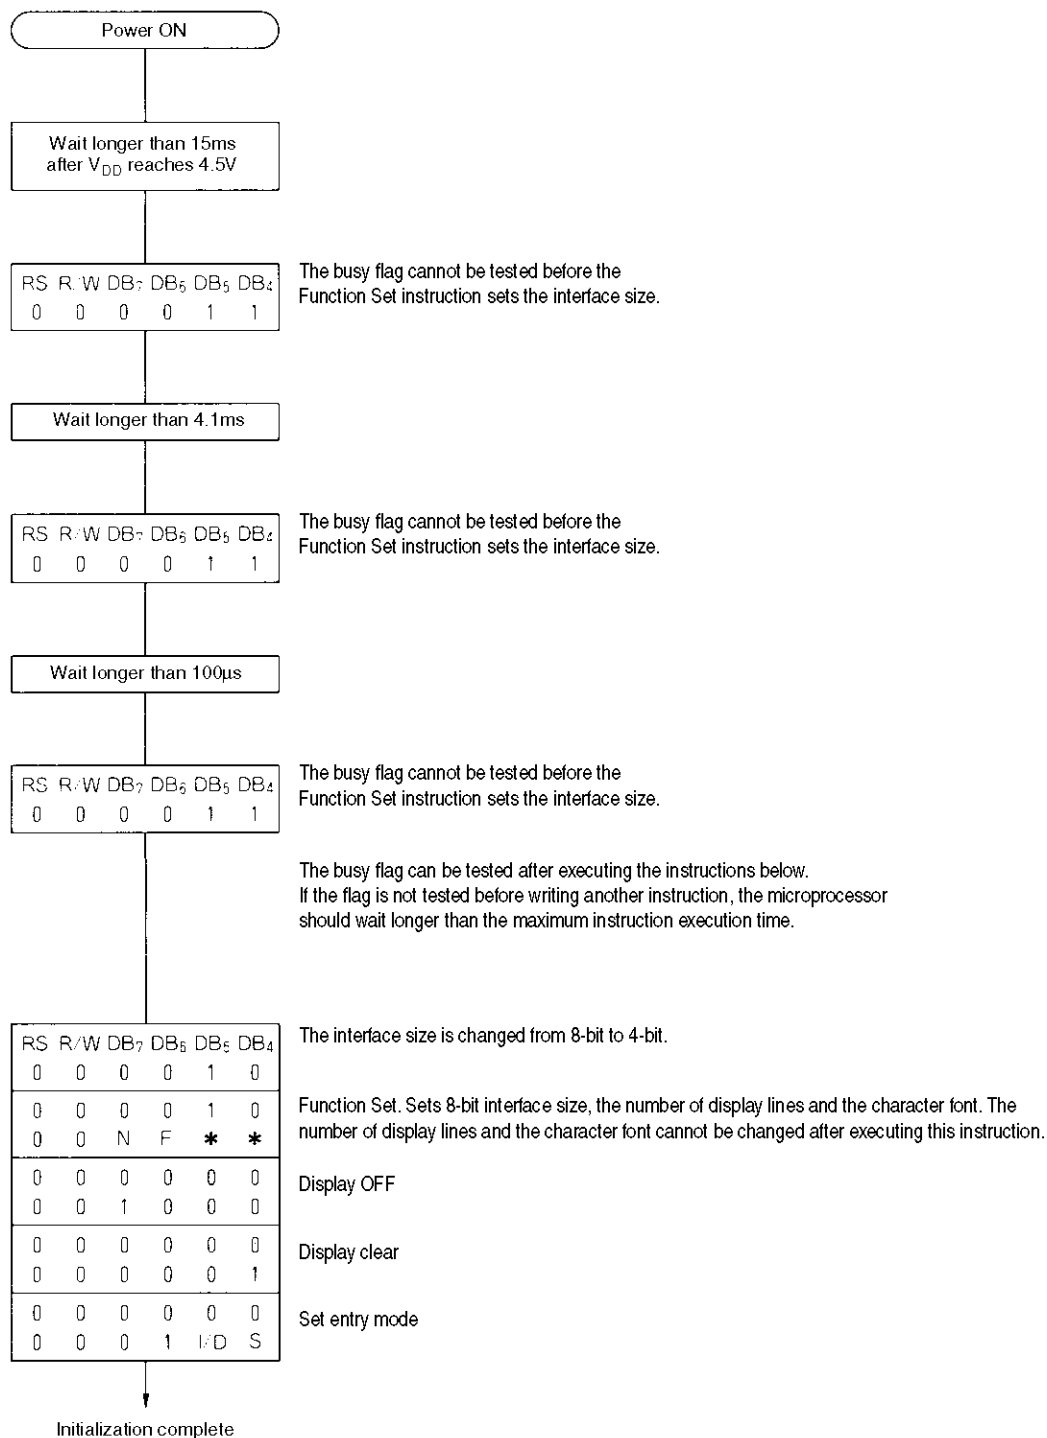 Power ON
Wait longer than 15ms
after VDD reaches 4.5V
RS R/W DB7 DB6 DB5 DB4
0 0 0 0 1 1
The busy flag cannot be tested before the
Function Set instruction sets the interface size.
Wait longer than 4.1ms
RS R/W DB7 DB6 DB5 DB4
0 0 0 0 1 1
The busy flag cannot be tested before the
Function Set instruction sets the interface size.
Wait longer than 100µs
RS R/W DB7 DB6 DB5 DB4
0 0 0 0 1 1
The busy flag cannot be tested before the
Function Set instruction sets the interface size.
The busy flag can be tested after executing the instructions below.
If the flag is not tested before writing another instruction, the microprocessor
should wait longer than the maximum instruction execution time.
RS R/W DB7 DB6 DB5 DB4
0 0 0 0 1 0
The interface size is changed from 8-bit to 4-bit.
0 0 0 0 1 0
0 0 N F * *
Function Set. Sets 8-bit interface size, the number of display lines and the character font. The
number of display lines and the character font cannot be changed after executing this instruction.
0 0 0 0 0 0
0 0 1 0 0 0
Display OFF
0 0 0 0 0 0
0 0 0 0 0 1
Display clear
0 0 0 0 0 0
0 0 0 1 I/D S
Set entry mode
Initialization complete